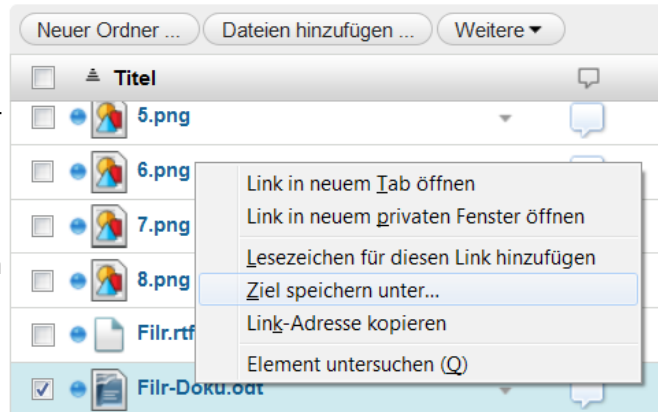 Neuer Ordner ... Dateien hinzufügen ... Weitere
Titel
5.png
6.png
Link in neuem Tab öffnen
Link in neuem privaten Fenster öffnen
7.png
Lesezeichen für diesen Link hinzufügen
8.png
Ziel speichern unter...
Link-Adresse kopieren
Filr.rtf
Element untersuchen (Q)
Filr-Doku.odt